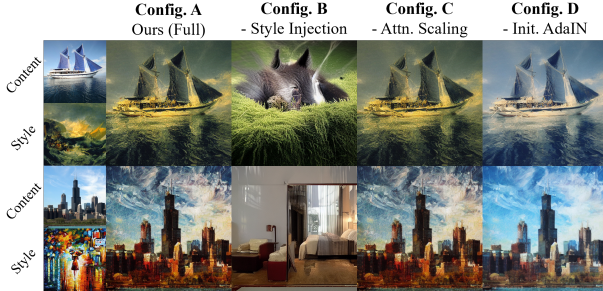 Config. A
Ours (Full)
Config. B
- Style Injection
Config. C
- Attn. Scaling
Config. D
- Init. AdaIN
Content
Style
Content
Style